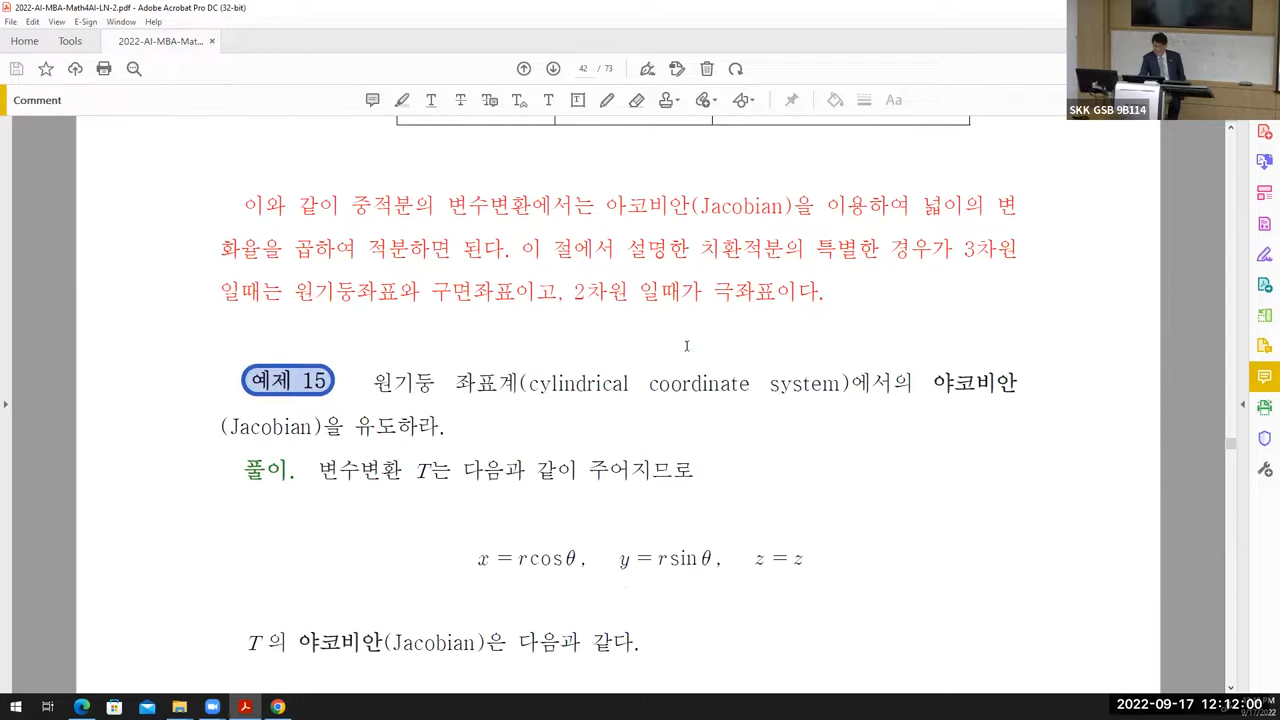 2022-AI-MBA-Math4AI-LN-2.pdf - Adobe Acrobat Pro DC (32-bit)
File Edit View E-Sign Window Help
Home Tools 2022-AI-MBA-Mat... ×
42 / 73
Comment
SKK GSB 9B114
이와 같이 중적분의 변수변환에서는 야코비안(Jacobian)을 이용하여 넓이의 변
화율을 곱하여 적분하면 된다. 이 절에서 설명한 치환적분의 특별한 경우가 3차원
일때는 원기둥좌표와 구면좌표이고, 2차원 일때가 극좌표이다.
예제 15 원기둥 좌표계(cylindrical coordinate system)에서의 야코비안
(Jacobian)을 유도하라.
풀이. 변수변환 T는 다음과 같이 주어지므로
x = r cos θ, y = r sin θ, z = z
T의 야코비안(Jacobian)은 다음과 같다.
2022-09-17 12:12:00